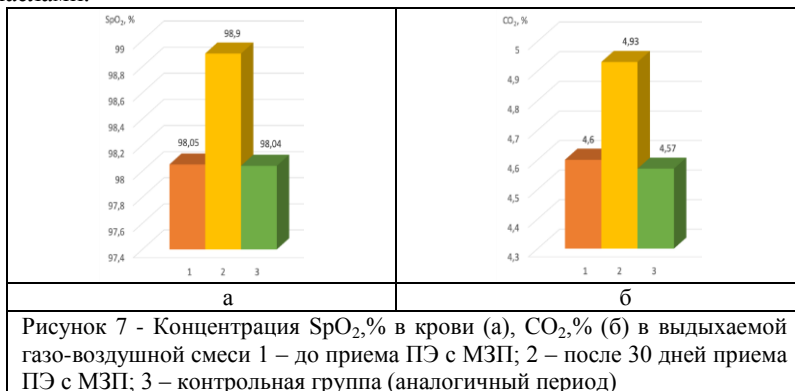 SpO₂, %
99
98,8
98,6
98,4
98,2
98
97,8
97,6
97,4
98,05
98,9
98,04
1 2 3
CO₂, %
5
4,9
4,8
4,7
4,6
4,5
4,4
4,3
4,6
4,93
4,57
1 2 3
а б
Рисунок 7 - Концентрация SpO₂,% в крови (а), CO₂,% (б) в выдыхаемой
газо-воздушной смеси 1 – до приема ПЭ с МЗП; 2 – после 30 дней приема
ПЭ с МЗП; 3 – контрольная группа (аналогичный период)